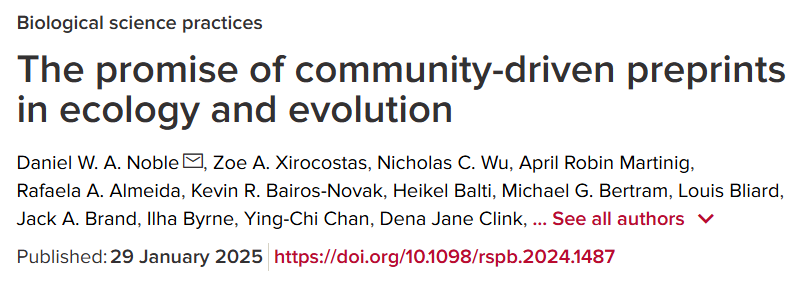 Biological science practices
The promise of community-driven preprints
in ecology and evolution
Daniel W. A. Noble, Zoe A. Xirocostas, Nicholas C. Wu, April Robin Martinig,
Rafaela A. Almeida, Kevin R. Bairos-Novak, Heikel Balti, Michael G. Bertram, Louis Bliard,
Jack A. Brand, Ilha Byrne, Ying-Chi Chan, Dena Jane Clink, ... See all authors
Published: 29 January 2025 https://doi.org/10.1098/rspb.2024.1487